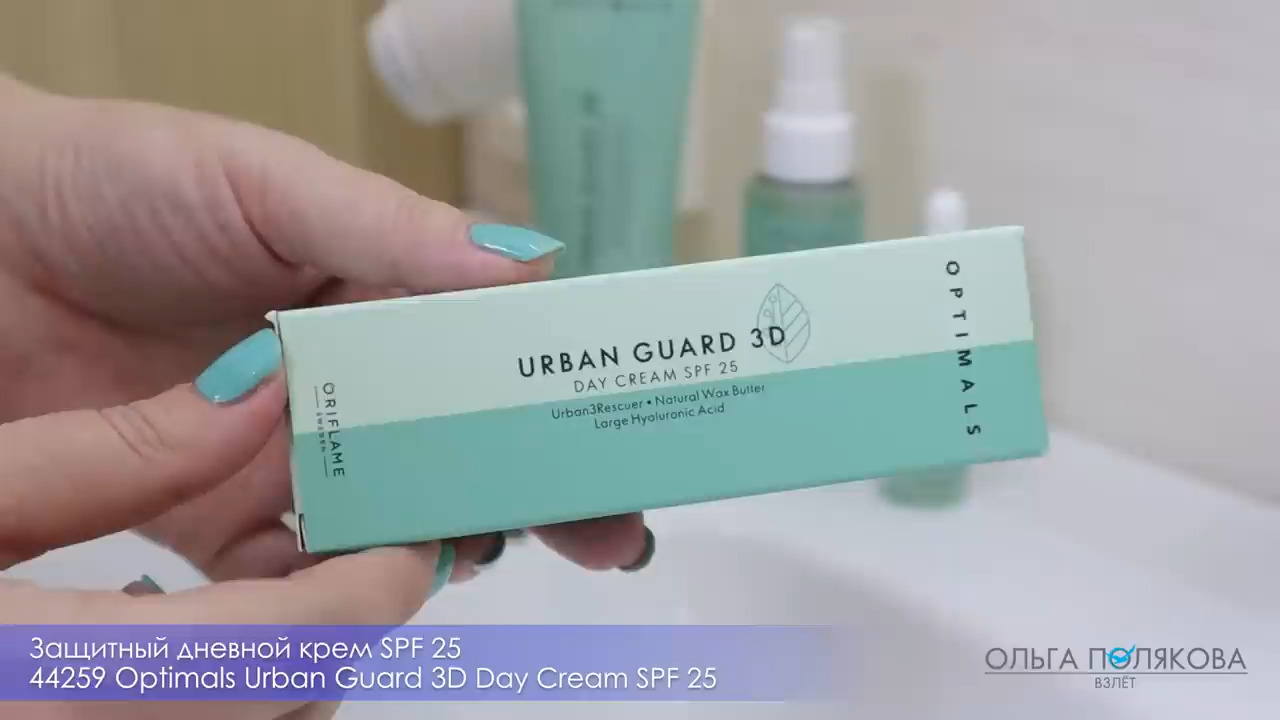 URBAN GUARD 3D
DAY CREAM SPF 25
Urban3Rescuer • Natural Wax Butter
Large Hyaluronic Acid
OPTIMALS
ORIFLAME
SWEDEN
Защитный дневной крем SPF 25
44259 Optimals Urban Guard 3D Day Cream SPF 25
ОЛЬГА ПОЛЯКОВА
ВЗЛЁТ